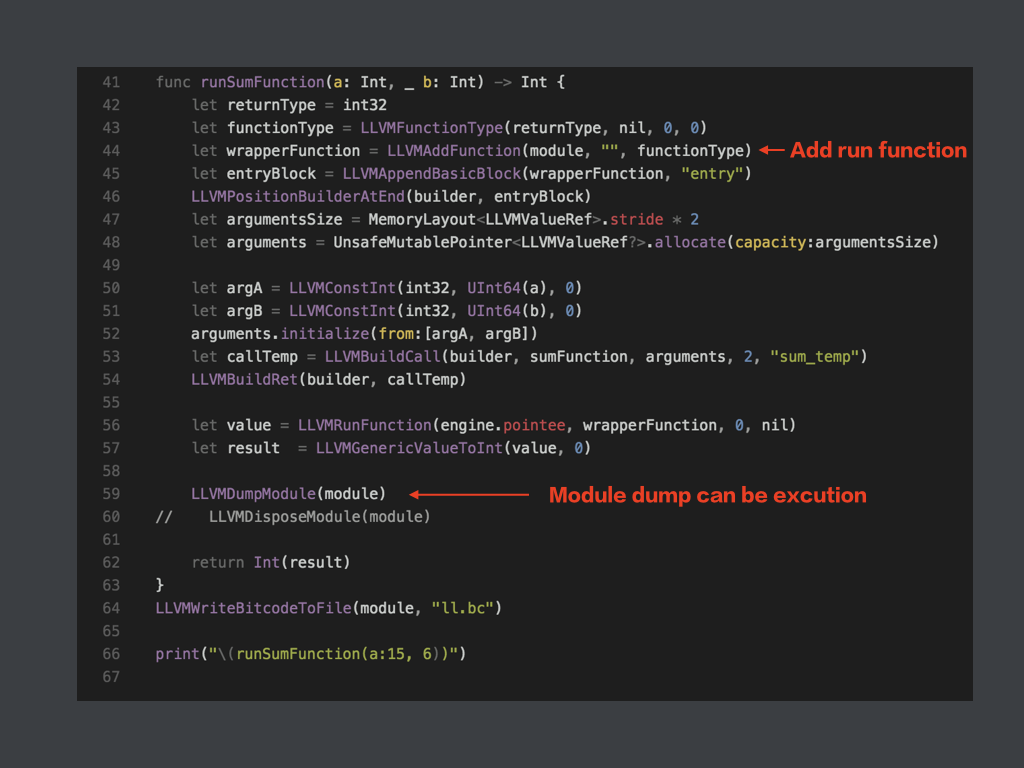 41 func runSumFunction(a: Int, _ b: Int) -> Int {
42 let returnType = int32
43 let functionType = LLVMFunctionType(returnType, nil, 0, 0)
44 let wrapperFunction = LLVMAddFunction(module, "", functionType) Add run function
45 let entryBlock = LLVMAppendBasicBlock(wrapperFunction, "entry")
46 LLVMPositionBuilderAtEnd(builder, entryBlock)
47 let argumentsSize = MemoryLayout<LLVMValueRef>.stride * 2
48 let arguments = UnsafeMutablePointer<LLVMValueRef?>.allocate(capacity:argumentsSize)
49
50 let argA = LLVMConstInt(int32, UInt64(a), 0)
51 let argB = LLVMConstInt(int32, UInt64(b), 0)
52 arguments.initialize(from:[argA, argB])
53 let callTemp = LLVMBuildCall(builder, sumFunction, arguments, 2, "sum_temp")
54 LLVMBuildRet(builder, callTemp)
55
56 let value = LLVMRunFunction(engine.pointee, wrapperFunction, 0, nil)
57 let result = LLVMGenericValueToInt(value, 0)
58
59 LLVMDumpModule(module) Module dump can be excution
60 // LLVMDisposeModule(module)
61
62 return Int(result)
63 }
64 LLVMWriteBitcodeToFile(module, "ll.bc")
65
66 print("\(runSumFunction(a:15, 6))")
67